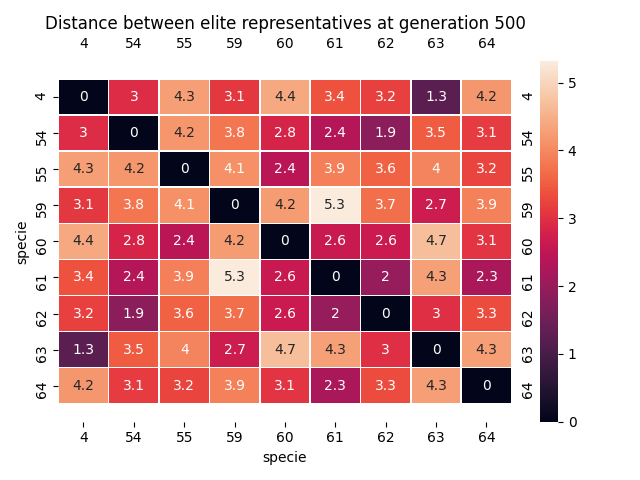 Distance between elite representatives at generation 500
4 54 55 59 60 61 62 63 64
4 0 3 4.3 3.1 4.4 3.4 3.2 1.3 4.2 4
54 3 0 4.2 3.8 2.8 2.4 1.9 3.5 3.1 54
55 4.3 4.2 0 4.1 2.4 3.9 3.6 4 3.2 55
59 3.1 3.8 4.1 0 4.2 5.3 3.7 2.7 3.9 59
60 4.4 2.8 2.4 4.2 0 2.6 2.6 4.7 3.1 60
61 3.4 2.4 3.9 5.3 2.6 0 2 4.3 2.3 61
62 3.2 1.9 3.6 3.7 2.6 2 0 3 3.3 62
63 1.3 3.5 4 2.7 4.7 4.3 3 0 4.3 63
64 4.2 3.1 3.2 3.9 3.1 2.3 3.3 4.3 0 64
4 54 55 59 60 61 62 63 64
specie
specie
5
4
3
2
1
0